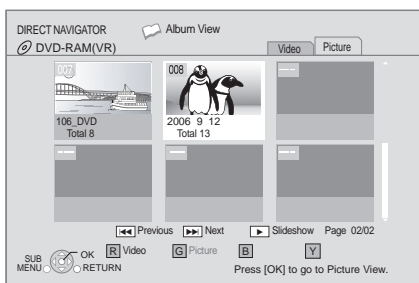 DIRECT NAVIGATOR Album View
DVD-RAM(VR) Video Picture
007 008 ---
106_DVD 2006 9 12
Total 8 Total 13
--- --- ---
Previous Next Slideshow Page 02/02
SUB MENU OK RETURN R Video G Picture B Y
Press [OK] to go to Picture View.